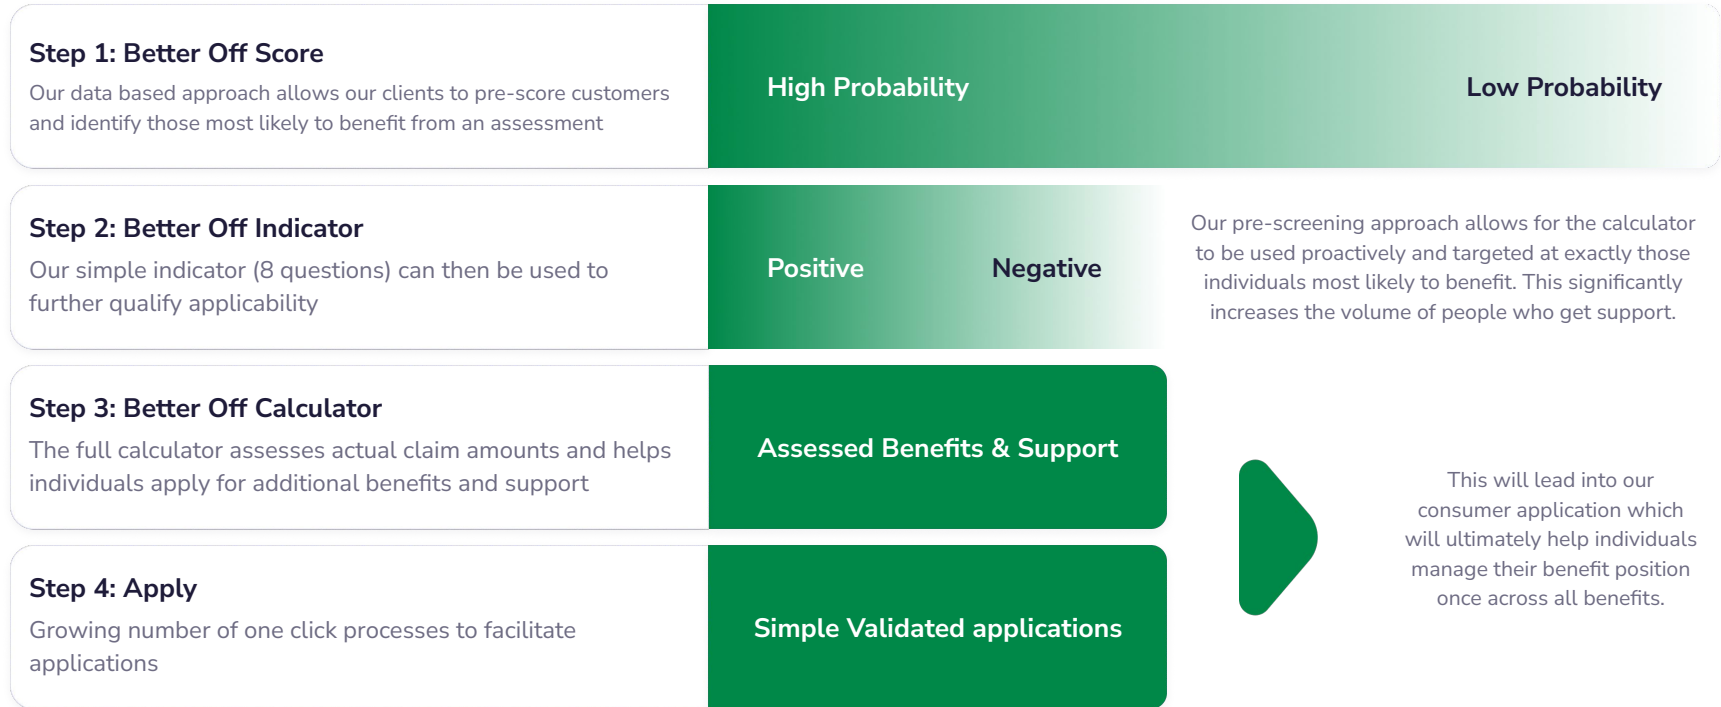 Step 1: Better Off Score
Our data based approach allows our clients to pre-score customers
and identify those most likely to benefit from an assessment
High Probability
Low Probability
Step 2: Better Off Indicator
Our simple indicator (8 questions) can then be used to
further qualify applicability
Positive
Negative
Our pre-screening approach allows for the calculator
to be used proactively and targeted at exactly those
individuals most likely to benefit. This significantly
increases the volume of people who get support.
Step 3: Better Off Calculator
The full calculator assesses actual claim amounts and helps
individuals apply for additional benefits and support
Assessed Benefits & Support
Step 4: Apply
Growing number of one click processes to facilitate
applications
Simple Validated applications
This will lead into our
consumer application which
will ultimately help individuals
manage their benefit position
once across all benefits.